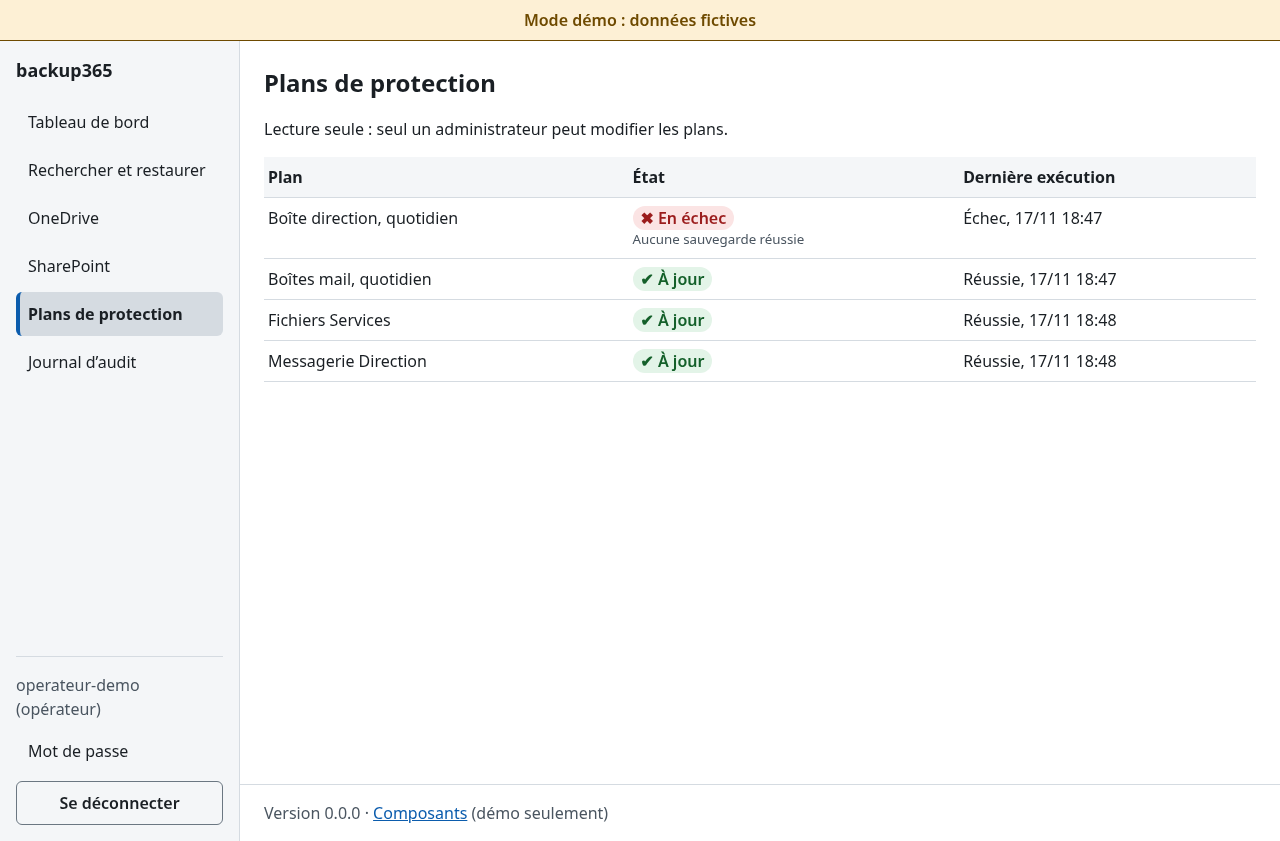 Mode démo : données fictives
backup365
Tableau de bord
Rechercher et restaurer
OneDrive
SharePoint
Plans de protection
Journal d’audit
operateur-demo
(opérateur)
Mot de passe
Se déconnecter
Plans de protection
Lecture seule : seul un administrateur peut modifier les plans.
Plan État Dernière exécution
Boîte direction, quotidien ✖ En échec Échec, 17/11 18:47
Aucune sauvegarde réussie
Boîtes mail, quotidien ✔ À jour Réussie, 17/11 18:47
Fichiers Services ✔ À jour Réussie, 17/11 18:48
Messagerie Direction ✔ À jour Réussie, 17/11 18:48
Version 0.0.0 · Composants (démo seulement)